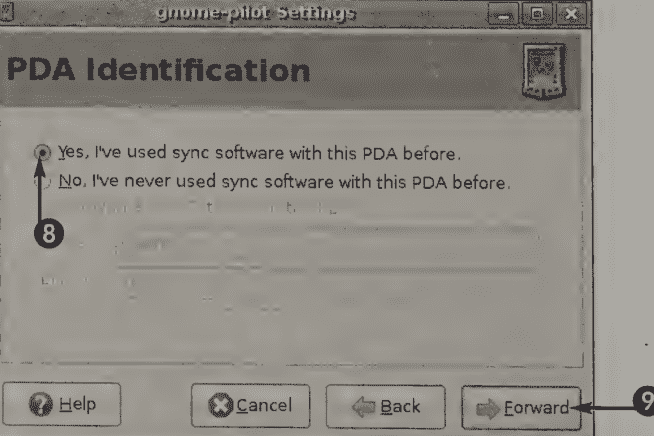 gnome-pilot Settings
PDA Identification
Yes, I've used sync software with this PDA before.
No, I've never used sync software with this PDA before.
8
Help
Cancel
Back
Forward
9